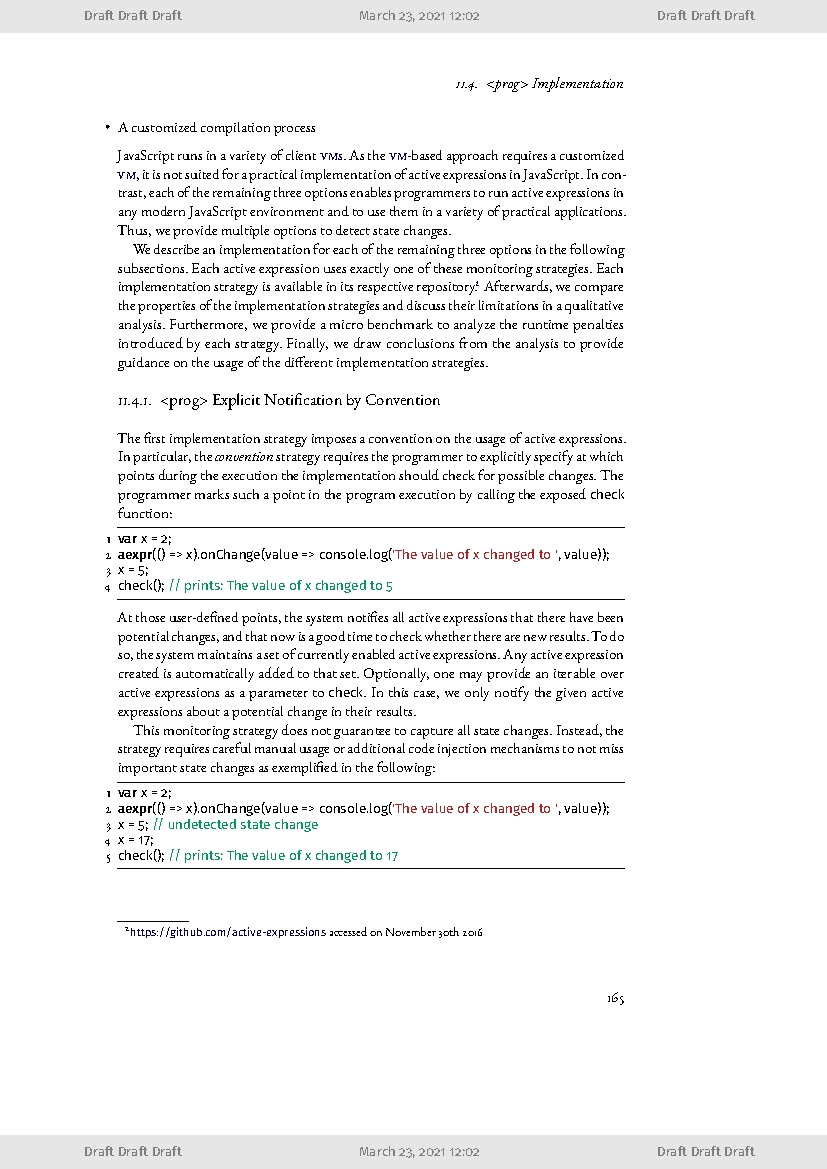 Draft Draft Draft March 23, 2021 12:02 Draft Draft Draft
11.4. <prog> Implementation
• A customized compilation process
JavaScript runs in a variety of client VMs. As the VM-based approach requires a customized
VM, it is not suited for a practical implementation of active expressions in JavaScript. In con-
trast, each of the remaining three options enables programmers to run active expressions in
any modern JavaScript environment and to use them in a variety of practical applications.
Thus, we provide multiple options to detect state changes.
We describe an implementation for each of the remaining three options in the following
subsections. Each active expression uses exactly one of these monitoring strategies. Each
implementation strategy is available in its respective repository.² Afterwards, we compare
the properties of the implementation strategies and discuss their limitations in a qualitative
analysis. Furthermore, we provide a micro benchmark to analyze the runtime penalties
introduced by each strategy. Finally, we draw conclusions from the analysis to provide
guidance on the usage of the different implementation strategies.
11.4.1. <prog> Explicit Notification by Convention
The first implementation strategy imposes a convention on the usage of active expressions.
In particular, the convention strategy requires the programmer to explicitly specify at which
points during the execution the implementation should check for possible changes. The
programmer marks such a point in the program execution by calling the exposed check
function:
1 var x = 2;
2 aexpr(() => x).onChange(value => console.log('The value of x changed to ', value));
3 x = 5;
4 check(); // prints: The value of x changed to 5
At those user-defined points, the system notifies all active expressions that there have been
potential changes, and that now is a good time to check whether there are new results. To do
so, the system maintains a set of currently enabled active expressions. Any active expression
created is automatically added to that set. Optionally, one may provide an iterable over
active expressions as a parameter to check. In this case, we only notify the given active
expressions about a potential change in their results.
This monitoring strategy does not guarantee to capture all state changes. Instead, the
strategy requires careful manual usage or additional code injection mechanisms to not miss
important state changes as exemplified in the following:
1 var x = 2;
2 aexpr(() => x).onChange(value => console.log('The value of x changed to ', value));
3 x = 5; // undetected state change
4 x = 17;
5 check(); // prints: The value of x changed to 17
²https://github.com/active-expressions accessed on November 30th 2016
165
Draft Draft Draft March 23, 2021 12:02 Draft Draft Draft